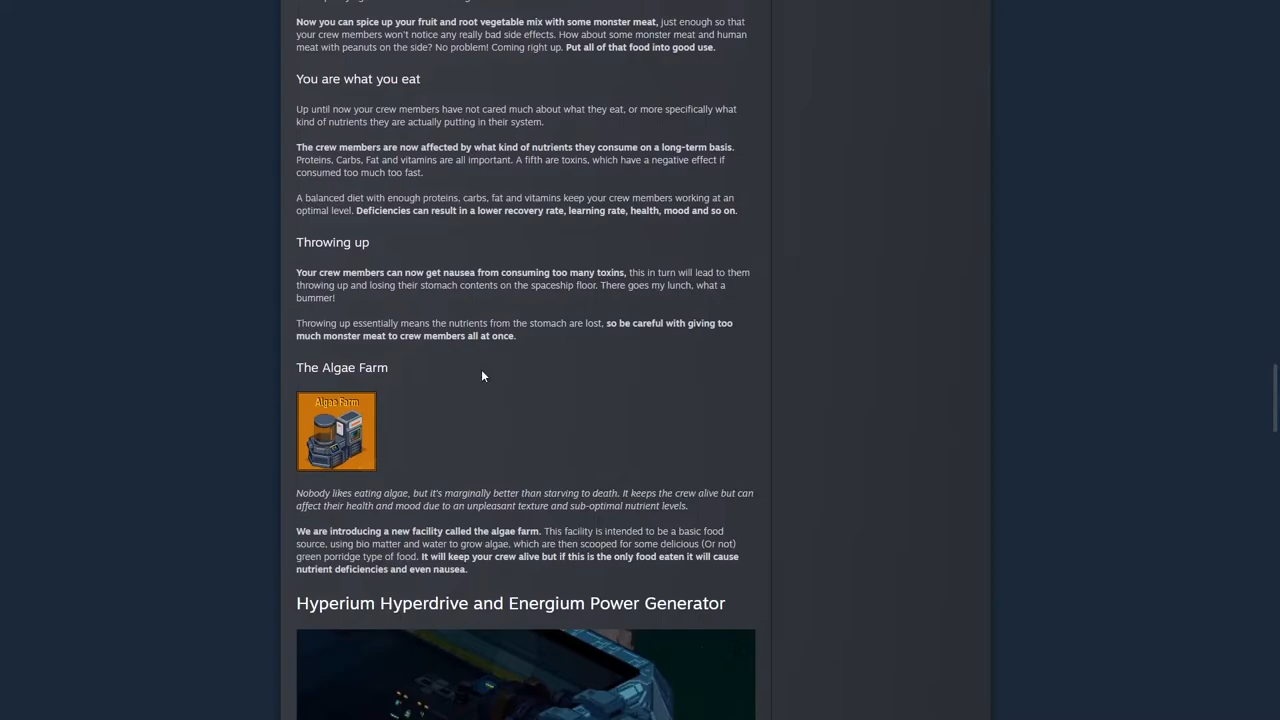 Now you can spice up your fruit and root vegetable mix with some monster meat, just enough so that
your crew members won't notice any really bad side effects. How about some monster meat and human
meat with peanuts on the side? No problem! Coming right up. Put all of that food into good use.
You are what you eat
Up until now your crew members have not cared much about what they eat, or more specifically what
kind of nutrients they are actually putting in their system.
The crew members are now affected by what kind of nutrients they consume on a long-term basis.
Proteins, Carbs, Fat and vitamins are all important. A fifth are toxins, which have a negative effect if
consumed too much too fast.
A balanced diet with enough proteins, carbs, fat and vitamins keep your crew members working at an
optimal level. Deficiencies can result in a lower recovery rate, learning rate, health, mood and so on.
Throwing up
Your crew members can now get nausea from consuming too many toxins, this in turn will lead to them
throwing up and losing their stomach contents on the spaceship floor. There goes my lunch, what a
bummer!
Throwing up essentially means the nutrients from the stomach are lost, so be careful with giving too
much monster meat to crew members all at once.
The Algae Farm
Algae Farm
Nobody likes eating algae, but it's marginally better than starving to death. It keeps the crew alive but can
affect their health and mood due to an unpleasant texture and sub-optimal nutrient levels.
We are introducing a new facility called the algae farm. This facility is intended to be a basic food
source, using bio matter and water to grow algae, which are then scooped for some delicious (Or not)
green porridge type of food. It will keep your crew alive but if this is the only food eaten it will cause
nutrient deficiencies and even nausea.
Hyperium Hyperdrive and Energium Power Generator